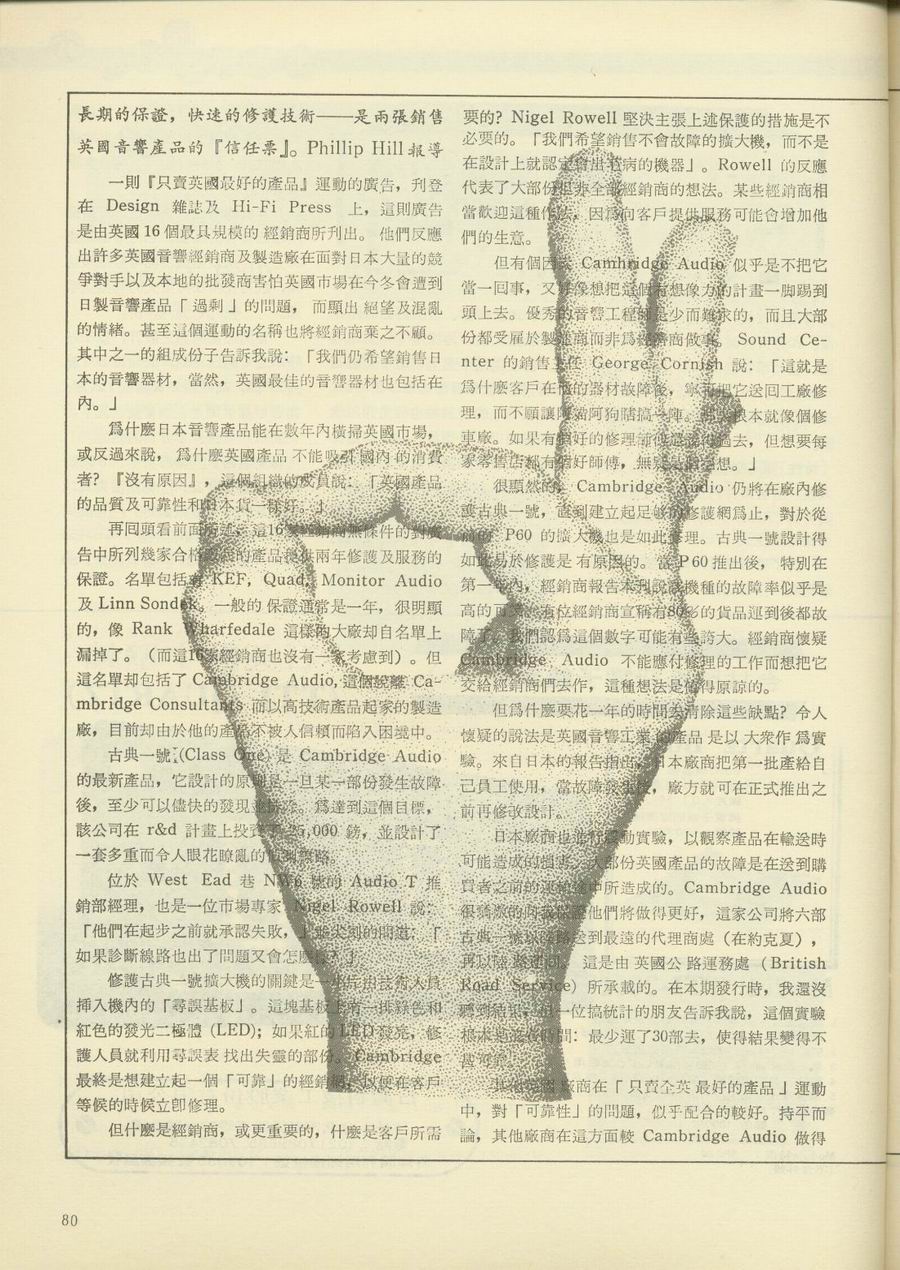 長期的保證，快速的修護技術——是兩張銷售
英國音響產品的『信任票』。Phillip Hill 報導
一則『只賣英國最好的產品』運動的廣告，刋登
在 Design 雜誌及 Hi-Fi Press 上，這則廣告
是由英國16個最具規模的經銷商所刋出。他們反應
出許多英國音響經銷商及製造廠在面對日本大量的競
爭對手以及本地的批發商害怕英國市場在今冬會遭到
日製音響產品「過剩」的問題，而顯出絕望及混亂
的情緒。甚至這個運動的名稱也將經銷商棄之不顧。
其中之一的組成份子告訴我說：「我們仍希望銷售日
本的音響器材，當然，英國最佳的音響器材也包括在
內。」
爲什麼日本音響產品能在數年內橫掃英國市場，
或反過來說，爲什麼英國產品不能吸引國內的消費
者？『沒有原因』，這個組織的成員說：「英國產品
的品質及可靠性和日本貨一樣好。」
再囘頭看前面所述，這16家經銷商無條件的對廣
告中所列幾家合格廠商的產品提供兩年修護及服務的
保證。名單包括有 KEF, Quad, Monitor Audio
及 Linn Sondek。一般的保證通常是一年，很明顯
的，像 Rank Wharfedale 這樣的大廠却自名單上
漏掉了。（而這16家經銷商也沒有一家考慮到）。但
這名單却包括了 Cambridge Audio, 這個脫離 Ca-
mbridge Consultants 而以高技術產品起家的製造
廠，目前却由於他的產品不被人信賴而陷入困境中。
古典一號 (Class One) 是 Cambridge Audio
的最新產品，它設計的原則是一旦某一部份發生故障
後，至少可以儘快的發現並排除。爲達到這個目標，
該公司在 r&d 計畫上投資了 25,000 鎊，並設計了
一套多重而令人眼花瞭亂的
位於 West Ead 巷 NW6 號的 Audio T 推
銷部經理，也是一位市場專家 Nigel Rowell 說：
「他們在起步之前就承認失敗，」並尖刻的問道：「
如果診斷線路也出了問題又會怎麼樣？」
修護古典一號擴大機的關鍵是一塊可由技術人員
揷入機內的「尋誤基板」。這塊基板上有一排綠色和
紅色的發光二極體 (LED)；如果紅的 LED 發亮，修
護人員就利用尋誤表找出失靈的部份。Cambridge
最終是想建立起一個「可靠」的經銷網，以便在客戶
等候的時候立卽修理。
但什麼是經銷商，或更重要的，什麼是客戶所需
要的？Nigel Rowell 堅決主張上述保護的措施是不
必要的。「我們希望銷售不會故障的擴大機，而不是
在設計上就認定會出毛病的機器」。Rowell 的反應
代表了大部份但非全部經銷商的想法。某些經銷商相
當歡迎這種作法，因爲向客戶提供服務可能會增加他
們的生意。
但有個因素 Camhridge Audio 似乎是不把它
當一囘事，又好像想把這個有想像力的計畫一脚踢到
頭上去。優秀的音響工程師是少而難求的，而且大部
份都受雇於製造商而非爲經銷商做事。Sound Ce-
nter 的銷售主任 George Cornish 說：「這就是
爲什麼客戶在他的器材故障後，寧可把它送囘工廠修
理，而不願讓阿貓阿狗瞎搞一陣。那天根本就像個修
車廠。如果有個好的修理師傅還說得過去，但想要每
家零售店都有個好師傅，無疑是在夢想。」
很顯然的，Cambridge Audio 仍將在廠內修
護古典一號，直到建立起足够的修護網爲止，對於從
前的 P60 的擴大機也是如此修理。古典一號設計得
如此易於修護是有原因的。當 P60 推出後，特別在
第一年內，經銷商報告本刋說該機種的故障率似乎是
高的可怕。有位經銷商宣稱有80%的貨品運到後都故
障了，我們認爲這個數字可能有些誇大。經銷商懷疑
Cambridge Audio 不能應付修理的工作而想把它
交給經銷商們去作，這種想法是值得原諒的。
但爲什麼要花一年的時間去消除這些缺點？令人
懷疑的說法是英國音響工業的產品是以大衆作爲實
驗。來自日本的報告指出，日本廠商把第一批產給自
己員工使用，當故障發生後，廠方就可在正式推出之
前再修改設計。
日本廠商也進行震動實驗，以觀察產品在輸送時
可能造成的損害。大部份英國產品的故障是在送到購
買者之前的運輸途中所造成的。Cambridge Audio
很 的向我保證他們將做得更好，這家公司將六部
古典一號以陸路送到最遠的代理商處（在約克夏），
再以陸路運囘。這是由英國公路運務處（British
Road Service）所承載的。在本期發行時，我還沒
聽到結果，但一位搞統計的朋友告訴我說，這個實驗
根本是浪費時間：最少運了30部去，使得結果變得不
甚可靠。
其他英國廠商在「只賣全英最好的產品」運動
中，對「可靠性」的問題，似乎配合的較好。持平而
論，其他廠商在這方面較 Cambridge Audio 做得
80